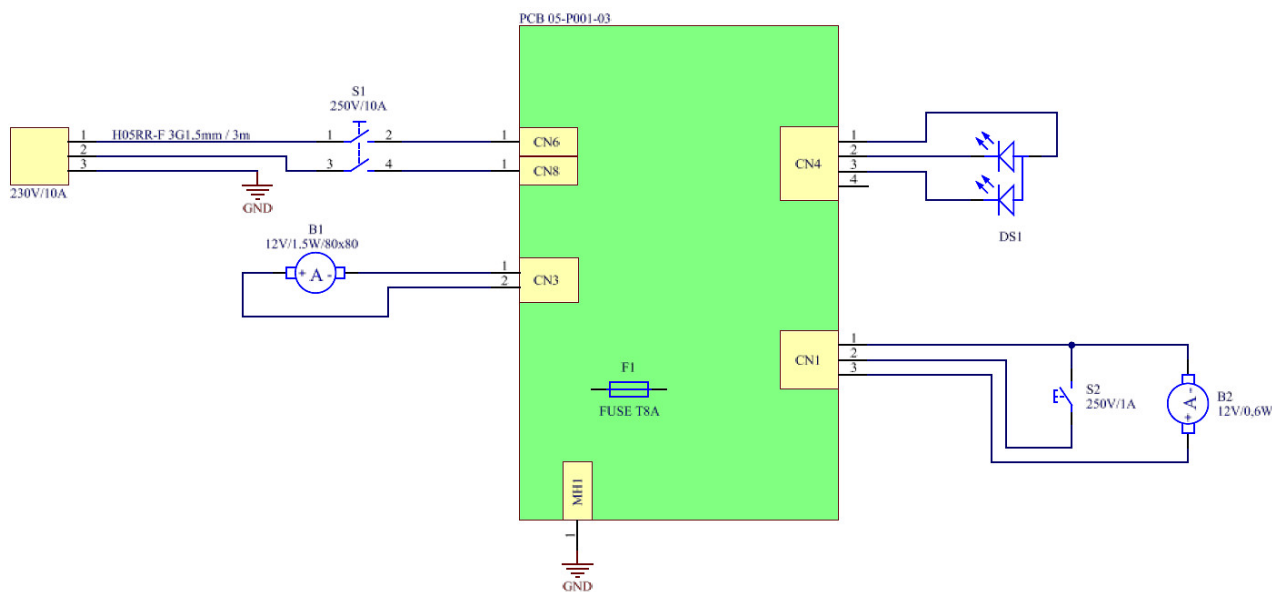 PCB 05-P001-03
S1
250V/10A
1 H05RR-F 3G1,5mm / 3m 1 2 1 CN6
2
3 3 4 1 CN8
230V/10A
GND
1
2
3
4
CN4
DS1
B1
12V/1.5W/80x80
+ A -
1
2
CN3
F1
FUSE T8A
CN1
1
2
3
S2
250V/1A
+ A -
B2
12V/0,6W
MH1
1
GND